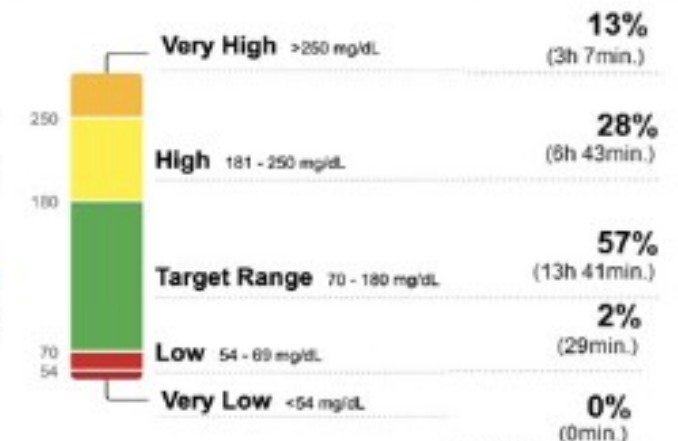 Very High >250 mg/dL 13%
(3h 7min.)
250
High 181 - 250 mg/dL 28%
(6h 43min.)
180
Target Range 70 - 180 mg/dL 57%
(13h 41min.)
70
Low 54 - 69 mg/dL 2%
(29min.)
54
Very Low <54 mg/dL 0%
(0min.)